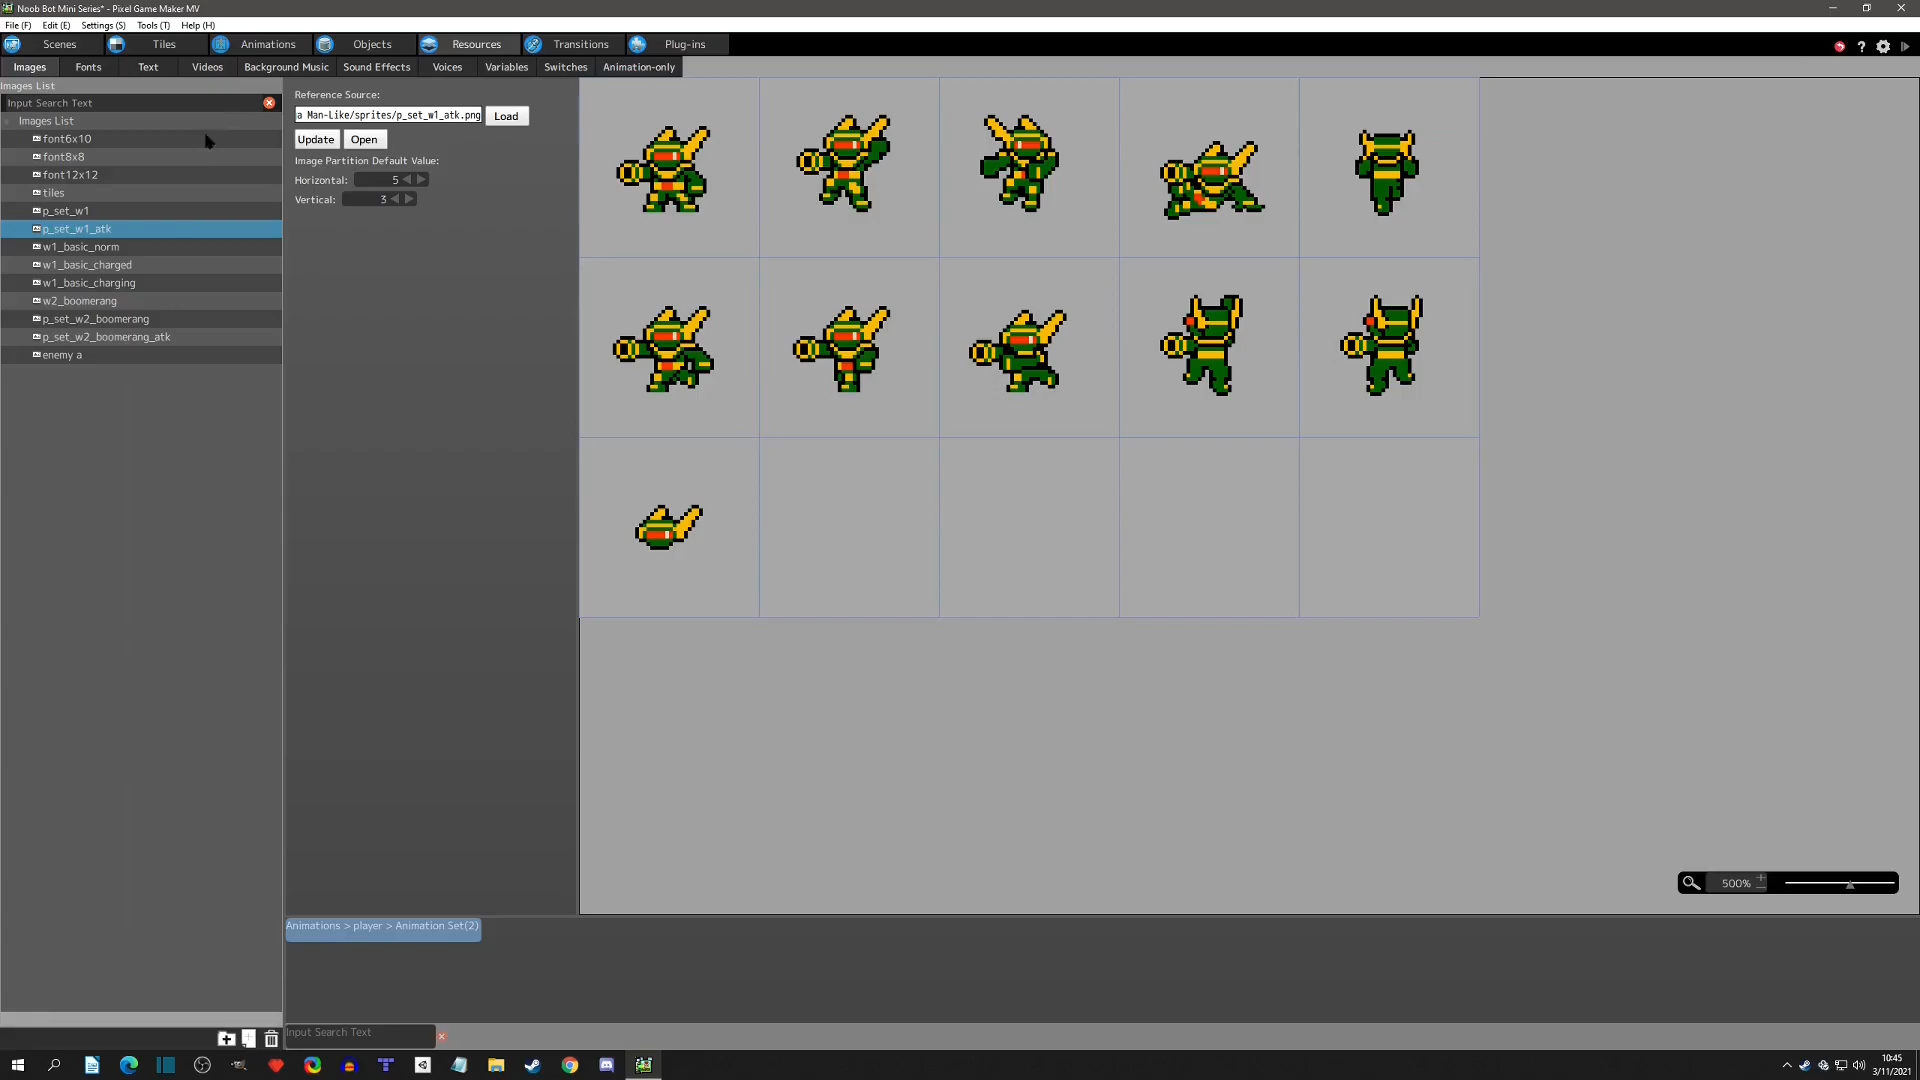 Noob Bot Mini Series* - Pixel Game Maker MV
File (F) Edit (E) Settings (S) Tools (T) Help (H)
Scenes Tiles Animations Objects Resources Transitions Plug-ins
Images Fonts Text Videos Background Music Sound Effects Voices Variables Switches Animation-only
Images List
Input Search Text
Images List
font6x10
font8x8
font12x12
tiles
p_set_w1
p_set_w1_atk
w1_basic_norm
w1_basic_charged
w1_basic_charging
w2_boomerang
p_set_w2_boomerang
p_set_w2_boomerang_atk
enemy a
Reference Source:
a Man-Like/sprites/p_set_w1_atk.png Load
Update Open
Image Partition Default Value:
Horizontal: 5
Vertical: 3
500%
Animations > player > Animation Set(2)
Input Search Text
10:45
3/11/2021